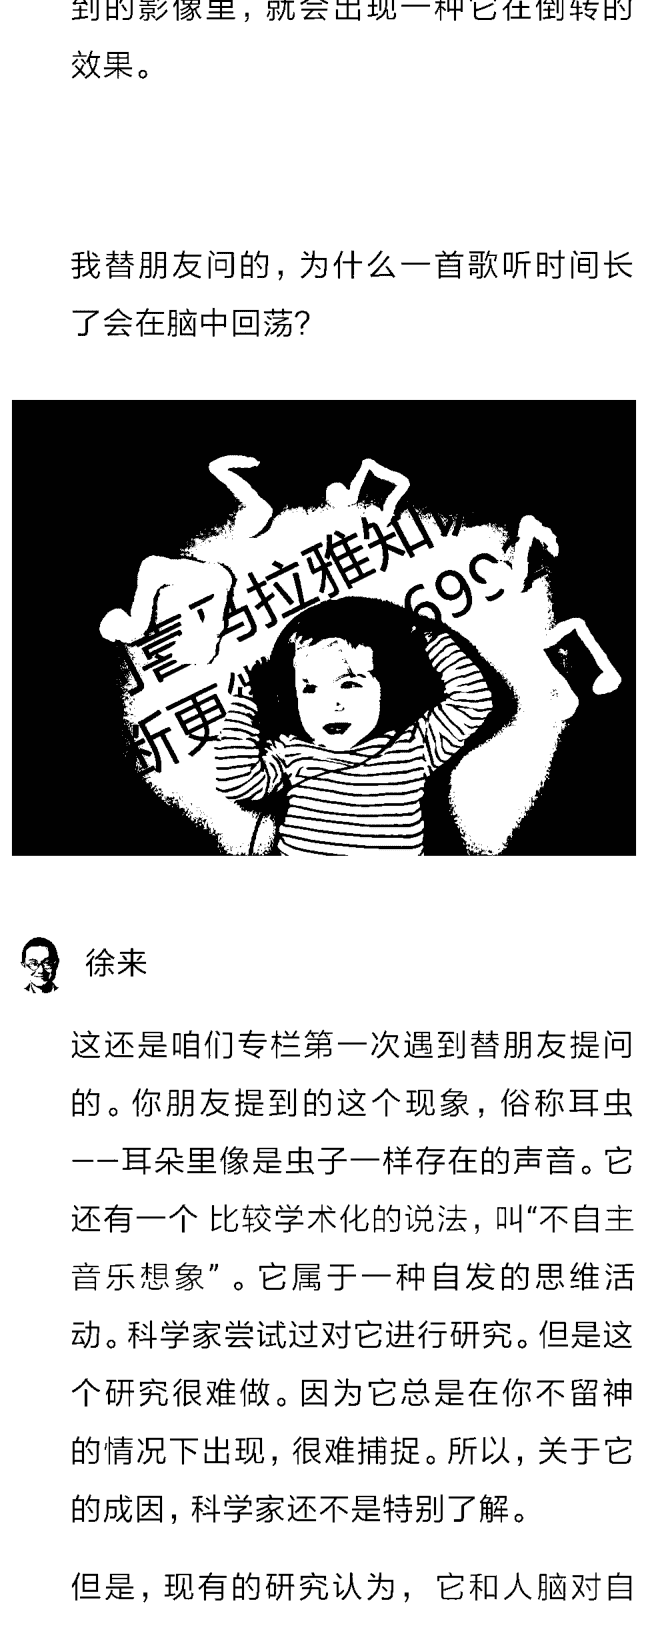 到的影像里，就会出现一种它在倒转的
效果。
我替朋友问的，为什么一首歌听时间长
了会在脑中回荡？
喜马拉雅知
699
断更
徐来
这还是咱们专栏第一次遇到替朋友提问
的。你朋友提到的这个现象，俗称耳虫
——耳朵里像是虫子一样存在的声音。它
还有一个 比较学术化的说法，叫“不自主
音乐想象” 。它属于一种自发的思维活
动。科学家尝试过对它进行研究。但是这
个研究很难做。因为它总是在你不留神
的情况下出现，很难捕捉。所以，关于它
的成因，科学家还不是特别了解。
但是，现有的研究认为， 它和人脑对自